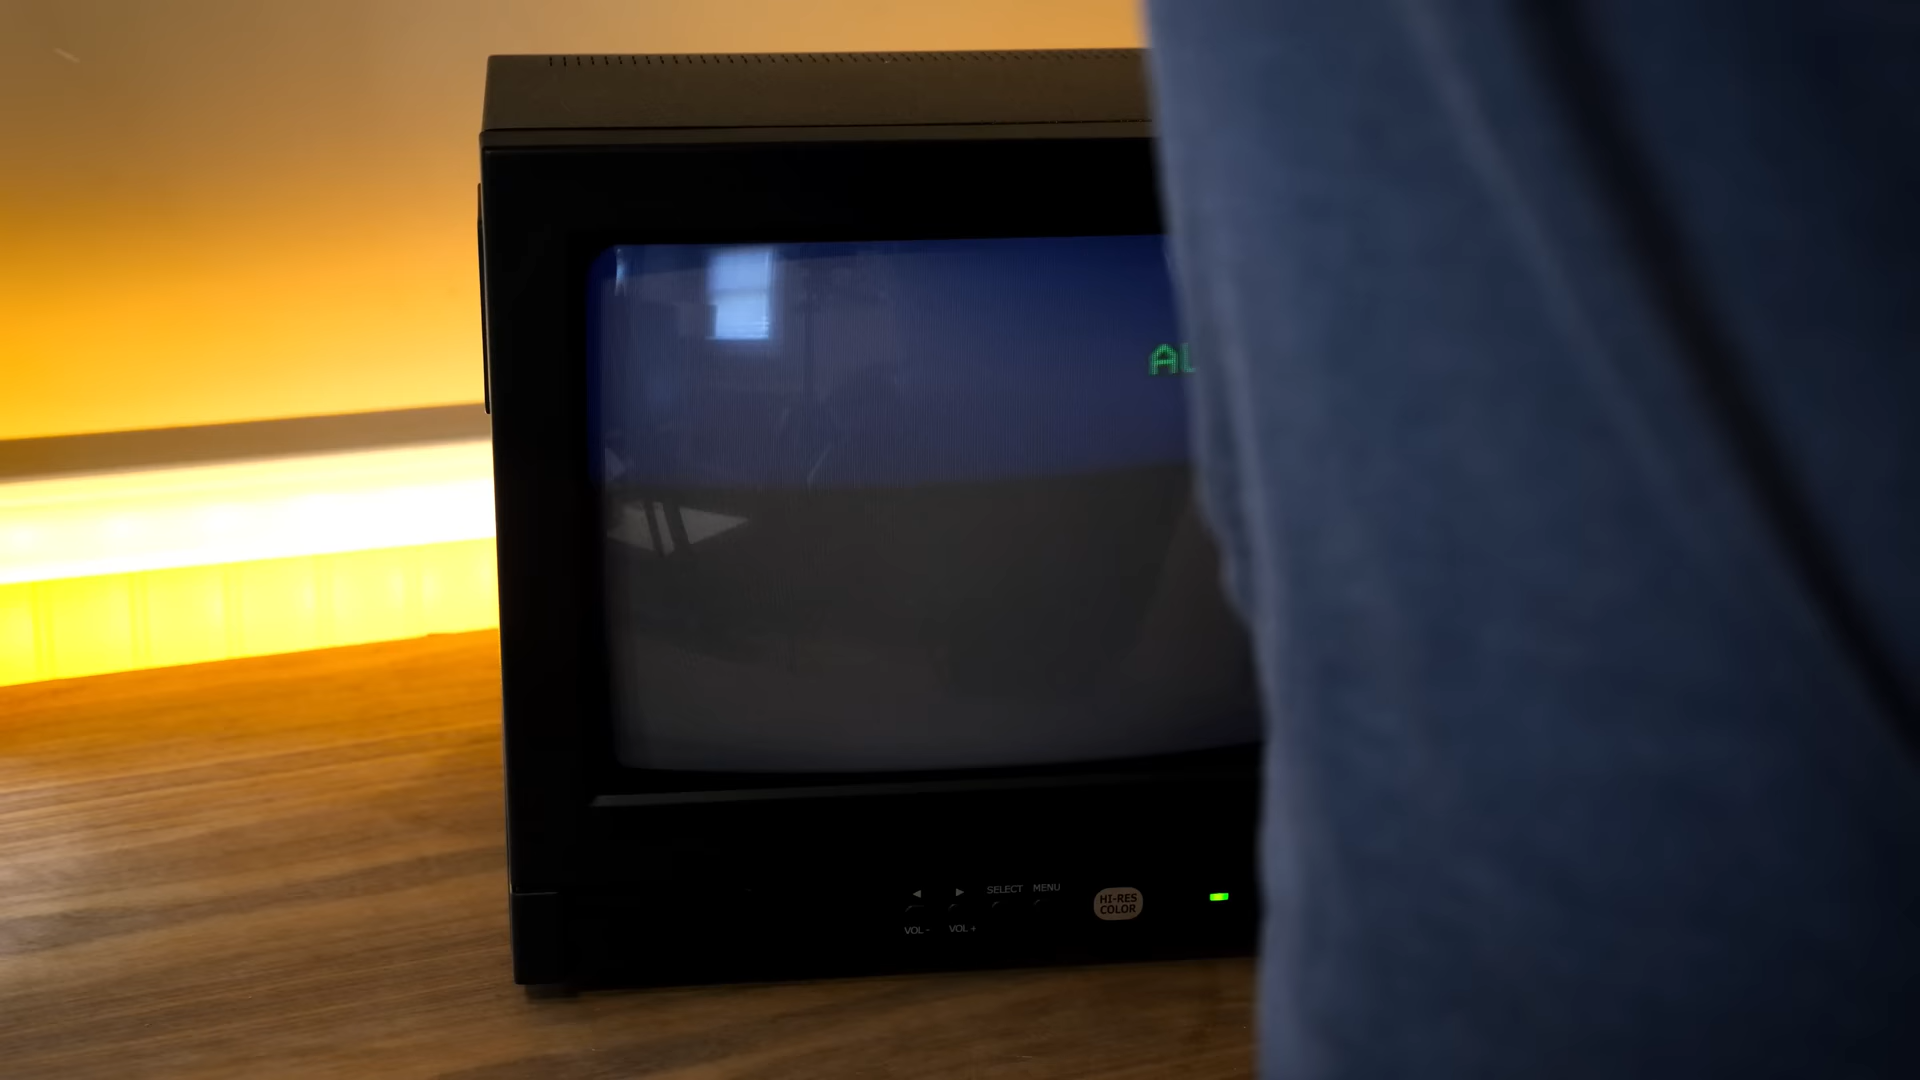 ◀ ▶ SELECT MENU
HI-RES
COLOR
VOL - VOL +